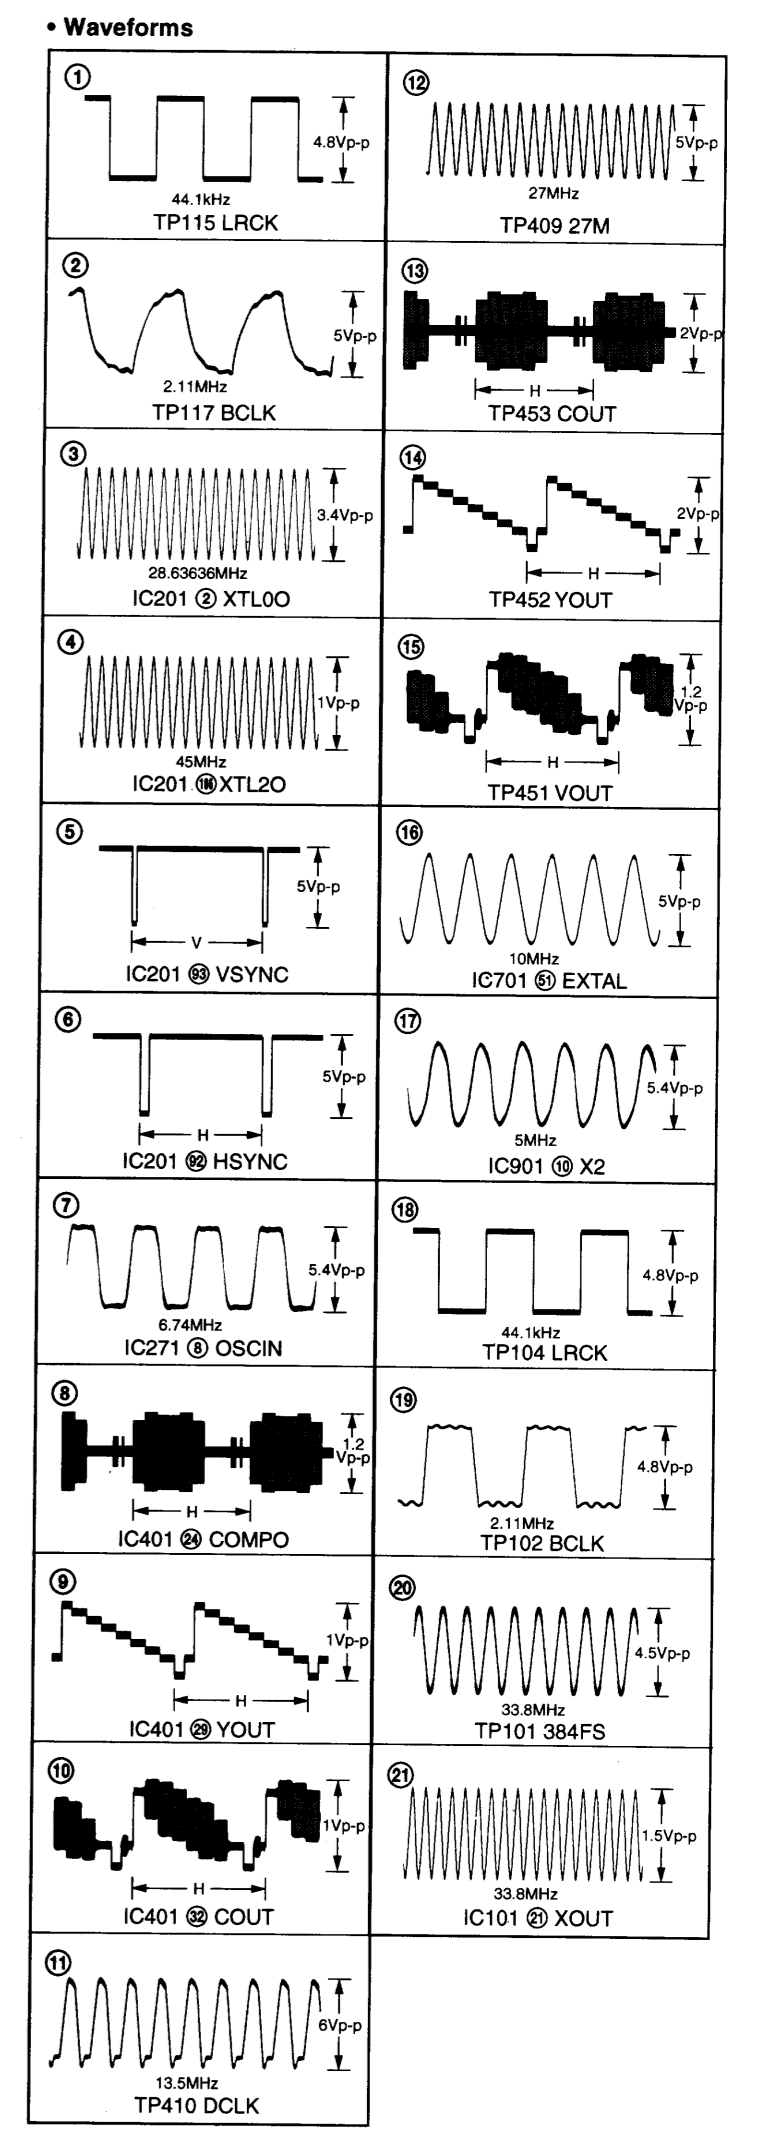 • Waveforms
①
4.8Vp-p
44.1kHz
TP115 LRCK
②
5Vp-p
2.11MHz
TP117 BCLK
③
3.4Vp-p
28.63636MHz
IC201 ② XTL0O
④
1Vp-p
45MHz
IC201 XTL2O
⑤
5Vp-p
V
IC201 93 VSYNC
⑥
5Vp-p
H
IC201 92 HSYNC
⑦
5.4Vp-p
6.74MHz
IC271 ⑧ OSCIN
⑧
1.2
Vp-p
H
IC401 ㉔ COMPO
⑨
1Vp-p
H
IC401 ㉙ YOUT
⑩
1Vp-p
H
IC401 ㉜ COUT
⑪
6Vp-p
13.5MHz
TP410 DCLK
⑫
5Vp-p
27MHz
TP409 27M
⑬
2Vp-p
H
TP453 COUT
⑭
2Vp-p
H
TP452 YOUT
⑮
1.2
Vp-p
H
TP451 VOUT
⑯
5Vp-p
10MHz
IC701 51 EXTAL
⑰
5.4Vp-p
5MHz
IC901 ⑩ X2
⑱
4.8Vp-p
44.1kHz
TP104 LRCK
⑲
4.8Vp-p
2.11MHz
TP102 BCLK
⑳
4.5Vp-p
33.8MHz
TP101 384FS
㉑
1.5Vp-p
33.8MHz
IC101 ㉑ XOUT